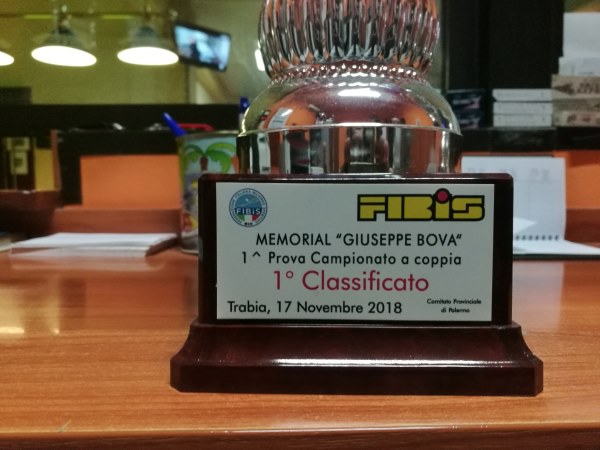 FIBiS
FIBiS
MEMORIAL "GIUSEPPE BOVA"
1^ Prova Campionato a coppia
1° Classificato
Trabia, 17 Novembre 2018
Comitato Provinciale
di Palermo